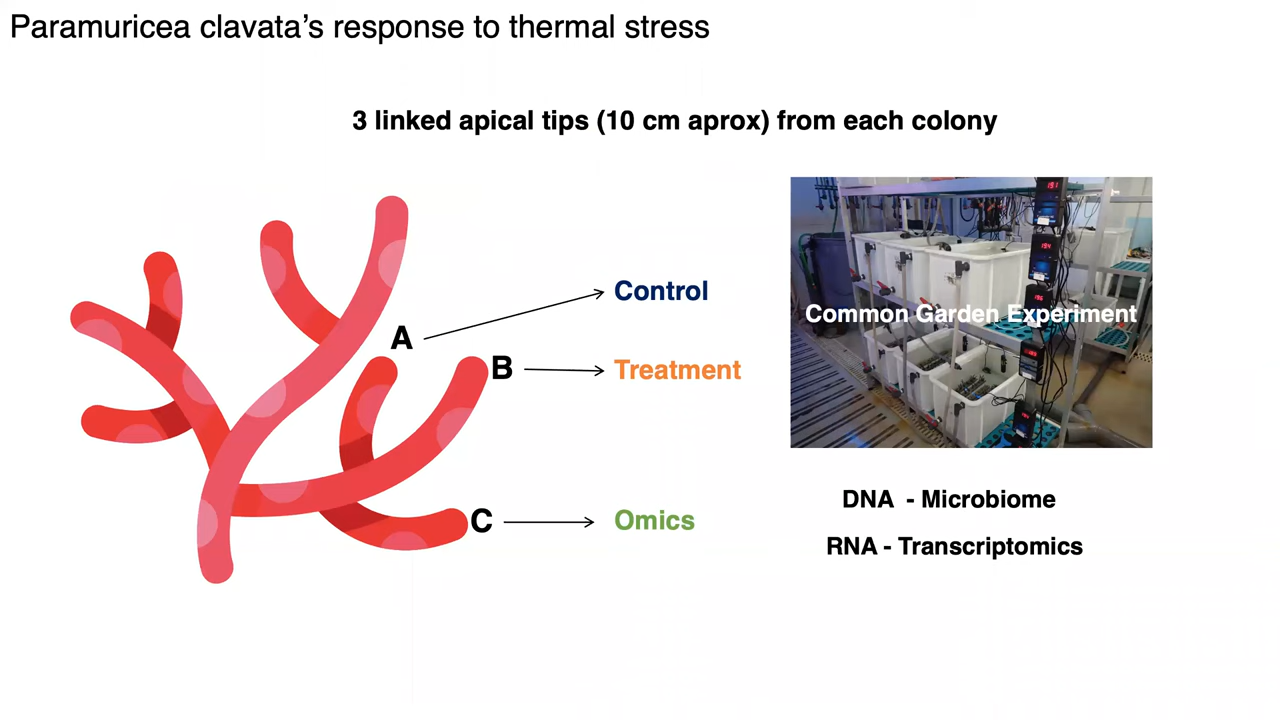 Paramuricea clavata's response to thermal stress
3 linked apical tips (10 cm aprox) from each colony
A
Control
B
Treatment
C
Omics
Common Garden Experiment
DNA - Microbiome
RNA - Transcriptomics